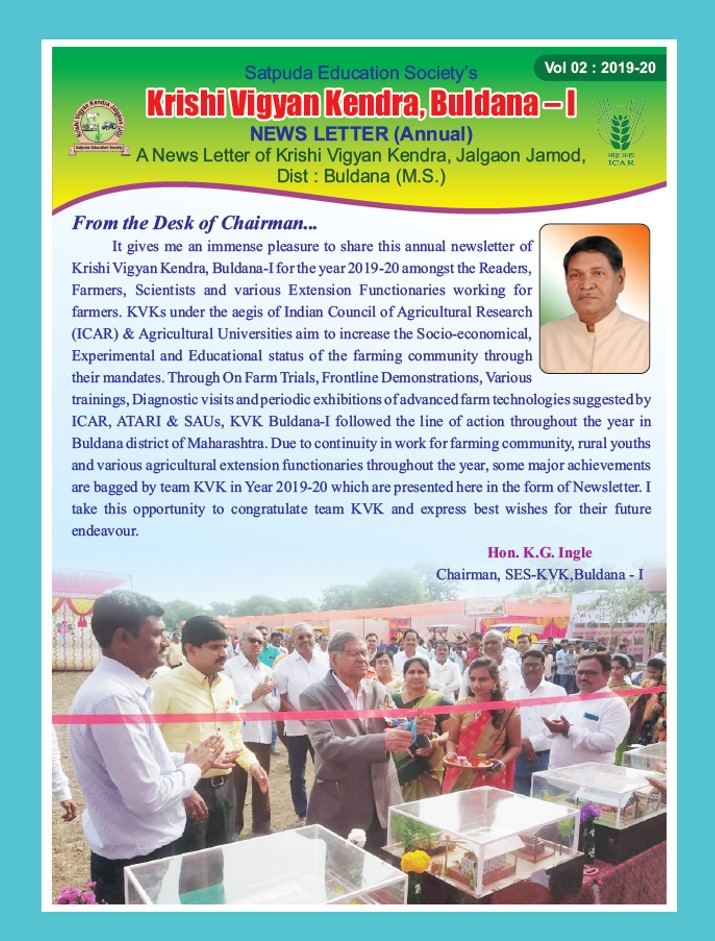 Vol 02 : 2019-20
Satpuda Education Society's
Krishi Vigyan Kendra, Buldana – I
NEWS LETTER (Annual)
A News Letter of Krishi Vigyan Kendra, Jalgaon Jamod,
Dist : Buldana (M.S.)
Krishi Vigyan Kendra, Jalgaon (Jd)
Satpuda Education Society
ICAR
From the Desk of Chairman...
It gives me an immense pleasure to share this annual newsletter of
Krishi Vigyan Kendra, Buldana-I for the year 2019-20 amongst the Readers,
Farmers, Scientists and various Extension Functionaries working for
farmers. KVKs under the aegis of Indian Council of Agricultural Research
(ICAR) & Agricultural Universities aim to increase the Socio-economical,
Experimental and Educational status of the farming community through
their mandates. Through On Farm Trials, Frontline Demonstrations, Various
trainings, Diagnostic visits and periodic exhibitions of advanced farm technologies suggested by
ICAR, ATARI & SAUs, KVK Buldana-I followed the line of action throughout the year in
Buldana district of Maharashtra. Due to continuity in work for farming community, rural youths
and various agricultural extension functionaries throughout the year, some major achievements
are bagged by team KVK in Year 2019-20 which are presented here in the form of Newsletter. I
take this opportunity to congratulate team KVK and express best wishes for their future
endeavour.
Hon. K.G. Ingle
Chairman, SES-KVK,Buldana - I